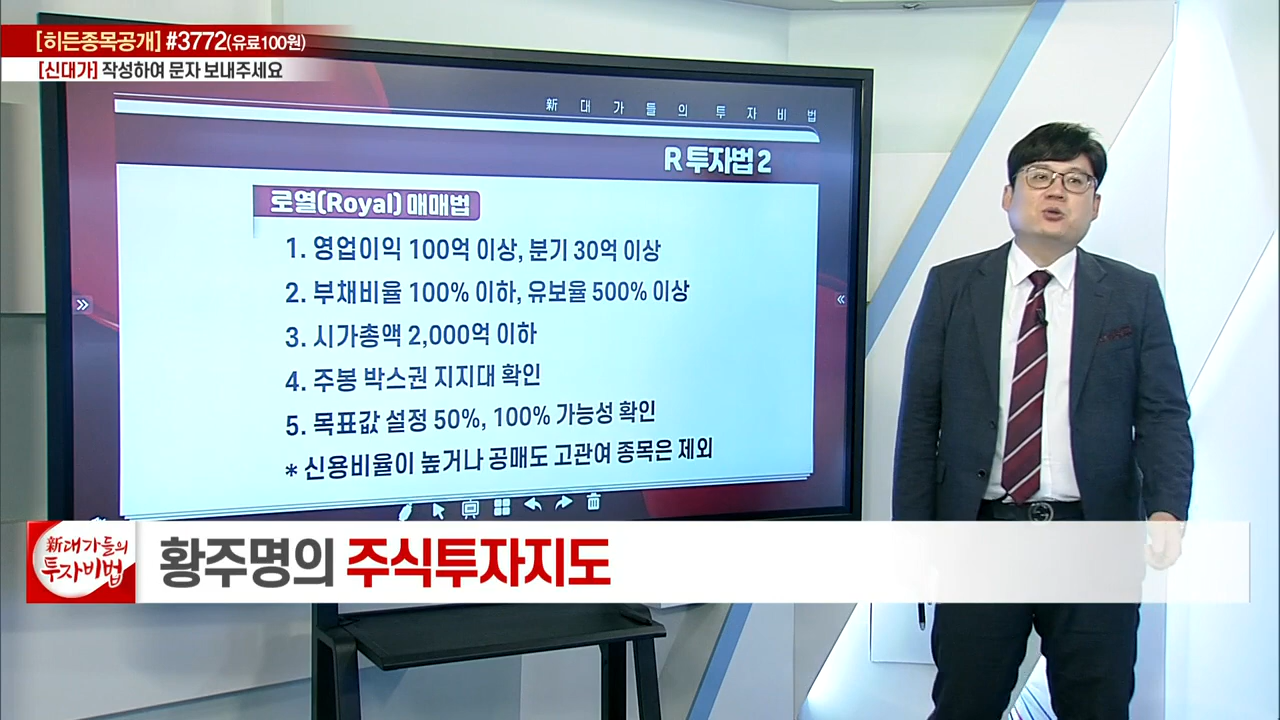 [히든종목공개] #3772(유료100원)
[신대가] 작성하여 문자 보내주세요
新 대 가 들 의 투 자 비 법
R 투자법 2
로열(Royal) 매매법
1. 영업이익 100억 이상, 분기 30억 이상
2. 부채비율 100% 이하, 유보율 500% 이상
3. 시가총액 2,000억 이하
4. 주봉 박스권 지지대 확인
5. 목표값 설정 50%, 100% 가능성 확인
* 신용비율이 높거나 공매도 고관여 종목은 제외
新대가들의
투자비법
황주명의 주식투자지도